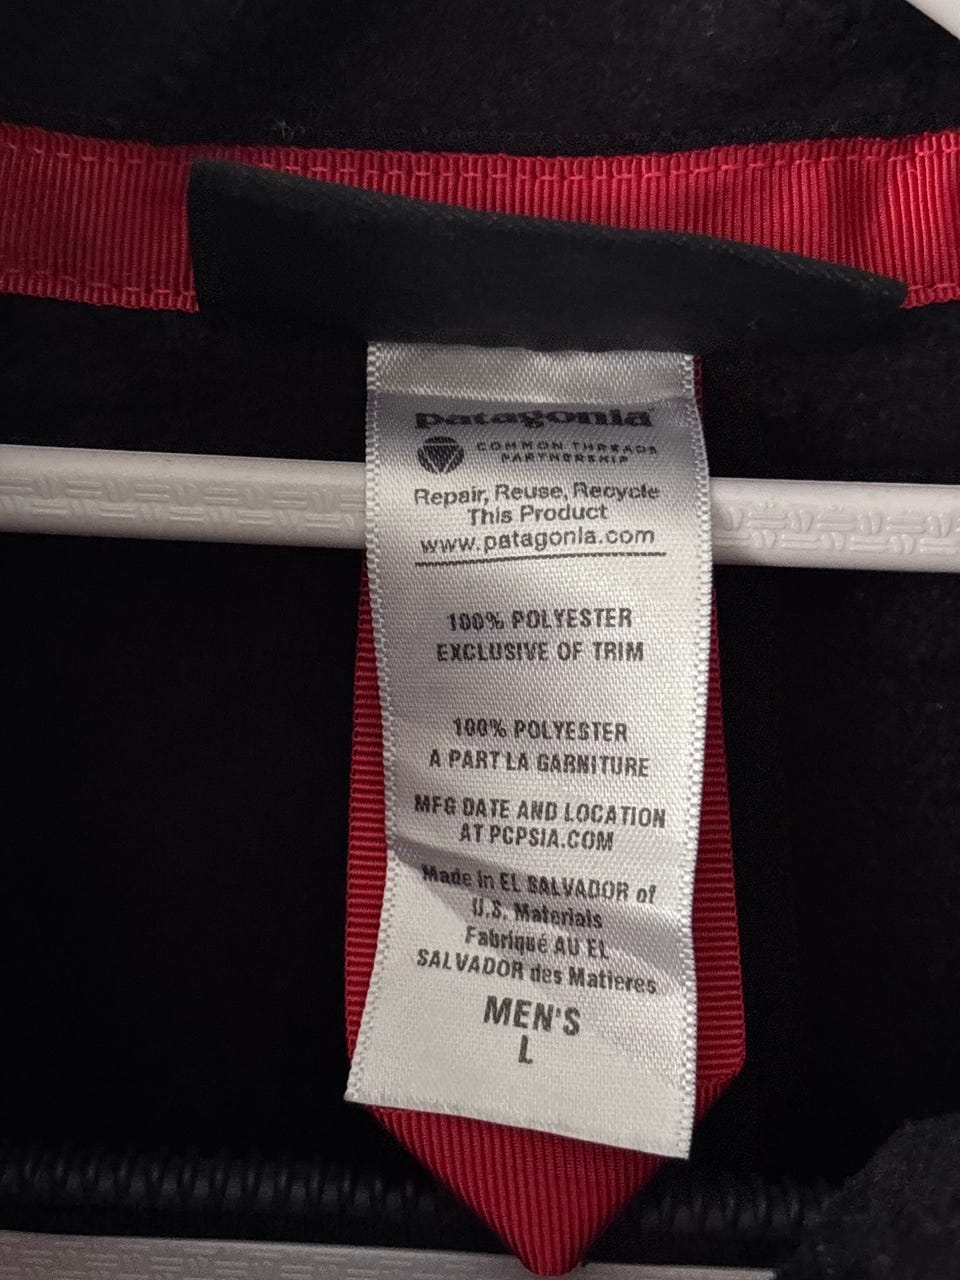 patagonia
COMMON THREADS
PARTNERSHIP
Repair, Reuse, Recycle
This Product
www.patagonia.com
100% POLYESTER
EXCLUSIVE OF TRIM
100% POLYESTER
A PART LA GARNITURE
MFG DATE AND LOCATION
AT PCPSIA.COM
Made in EL SALVADOR of
U.S. Materials
Fabriqué AU EL
SALVADOR des Matieres
MEN'S
L